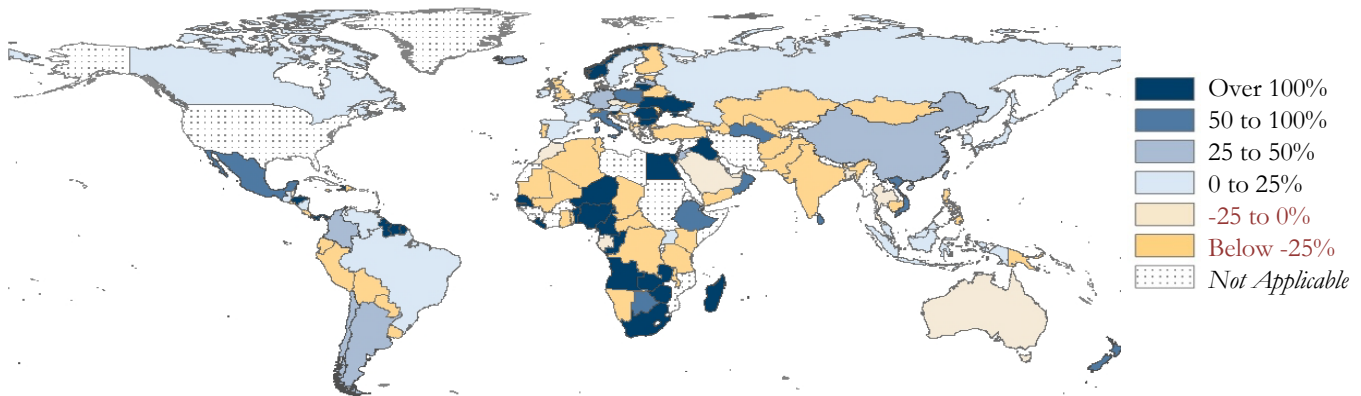 Over 100%
50 to 100%
25 to 50%
0 to 25%
-25 to 0%
Below -25%
Not Applicable